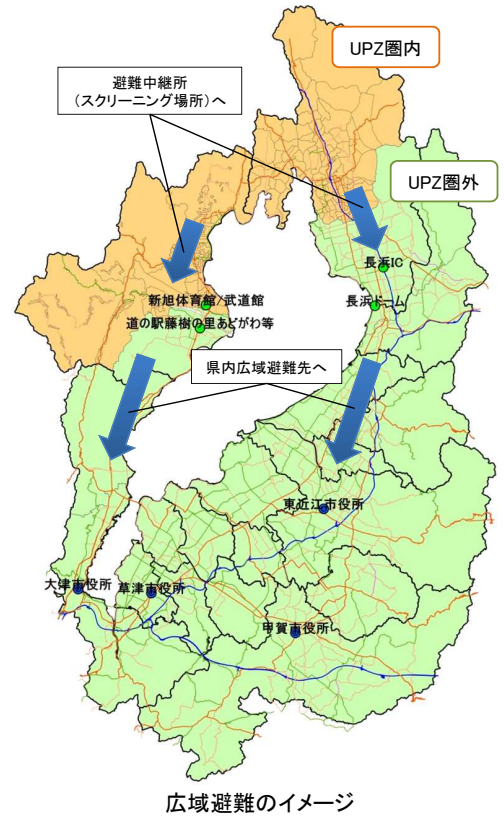 UPZ圏内
避難中継所
（スクリーニング場所）へ
UPZ圏外
長浜IC
新旭体育館/武道館
長浜ドーム
道の駅藤樹の里あどがわ等
県内広域避難先へ
東近江市役所
大津市役所
草津市役所
甲賀市役所
広域避難のイメージ